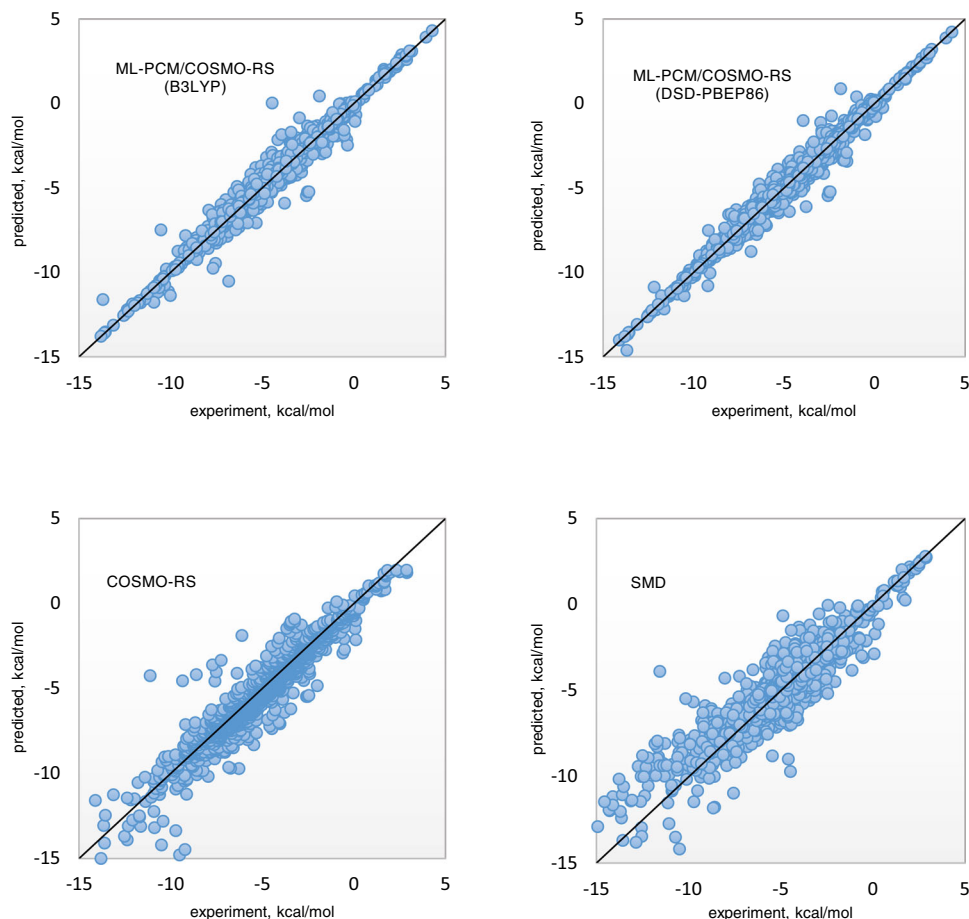 5
0
-5
-10
-15
predicted, kcal/mol
ML-PCM/COSMO-RS
(B3LYP)
-15 -10 -5 0 5
experiment, kcal/mol
5
0
-5
-10
-15
predicted, kcal/mol
ML-PCM/COSMO-RS
(DSD-PBEP86)
-15 -10 -5 0 5
experiment, kcal/mol
5
0
-5
-10
-15
predicted, kcal/mol
COSMO-RS
-15 -10 -5 0 5
experiment, kcal/mol
5
0
-5
-10
-15
predicted, kcal/mol
SMD
-15 -10 -5 0 5
experiment, kcal/mol